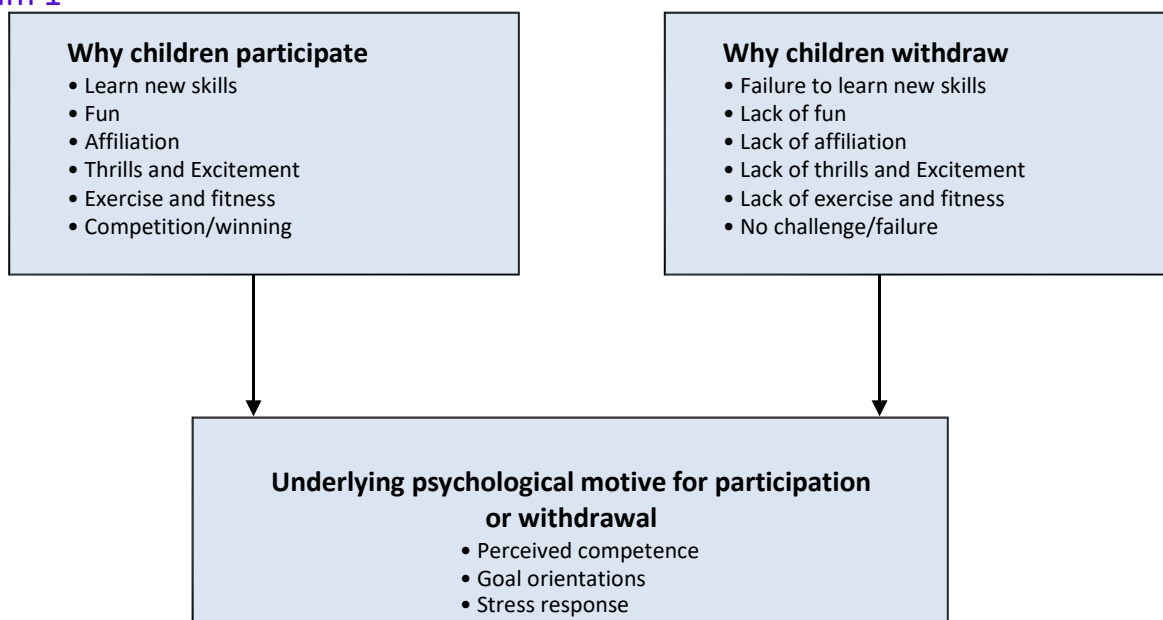 Why children participate
• Learn new skills
• Fun
• Affiliation
• Thrills and Excitement
• Exercise and fitness
• Competition/winning
Why children withdraw
• Failure to learn new skills
• Lack of fun
• Lack of affiliation
• Lack of thrills and Excitement
• Lack of exercise and fitness
• No challenge/failure
Underlying psychological motive for participation
or withdrawal
• Perceived competence
• Goal orientations
• Stress response